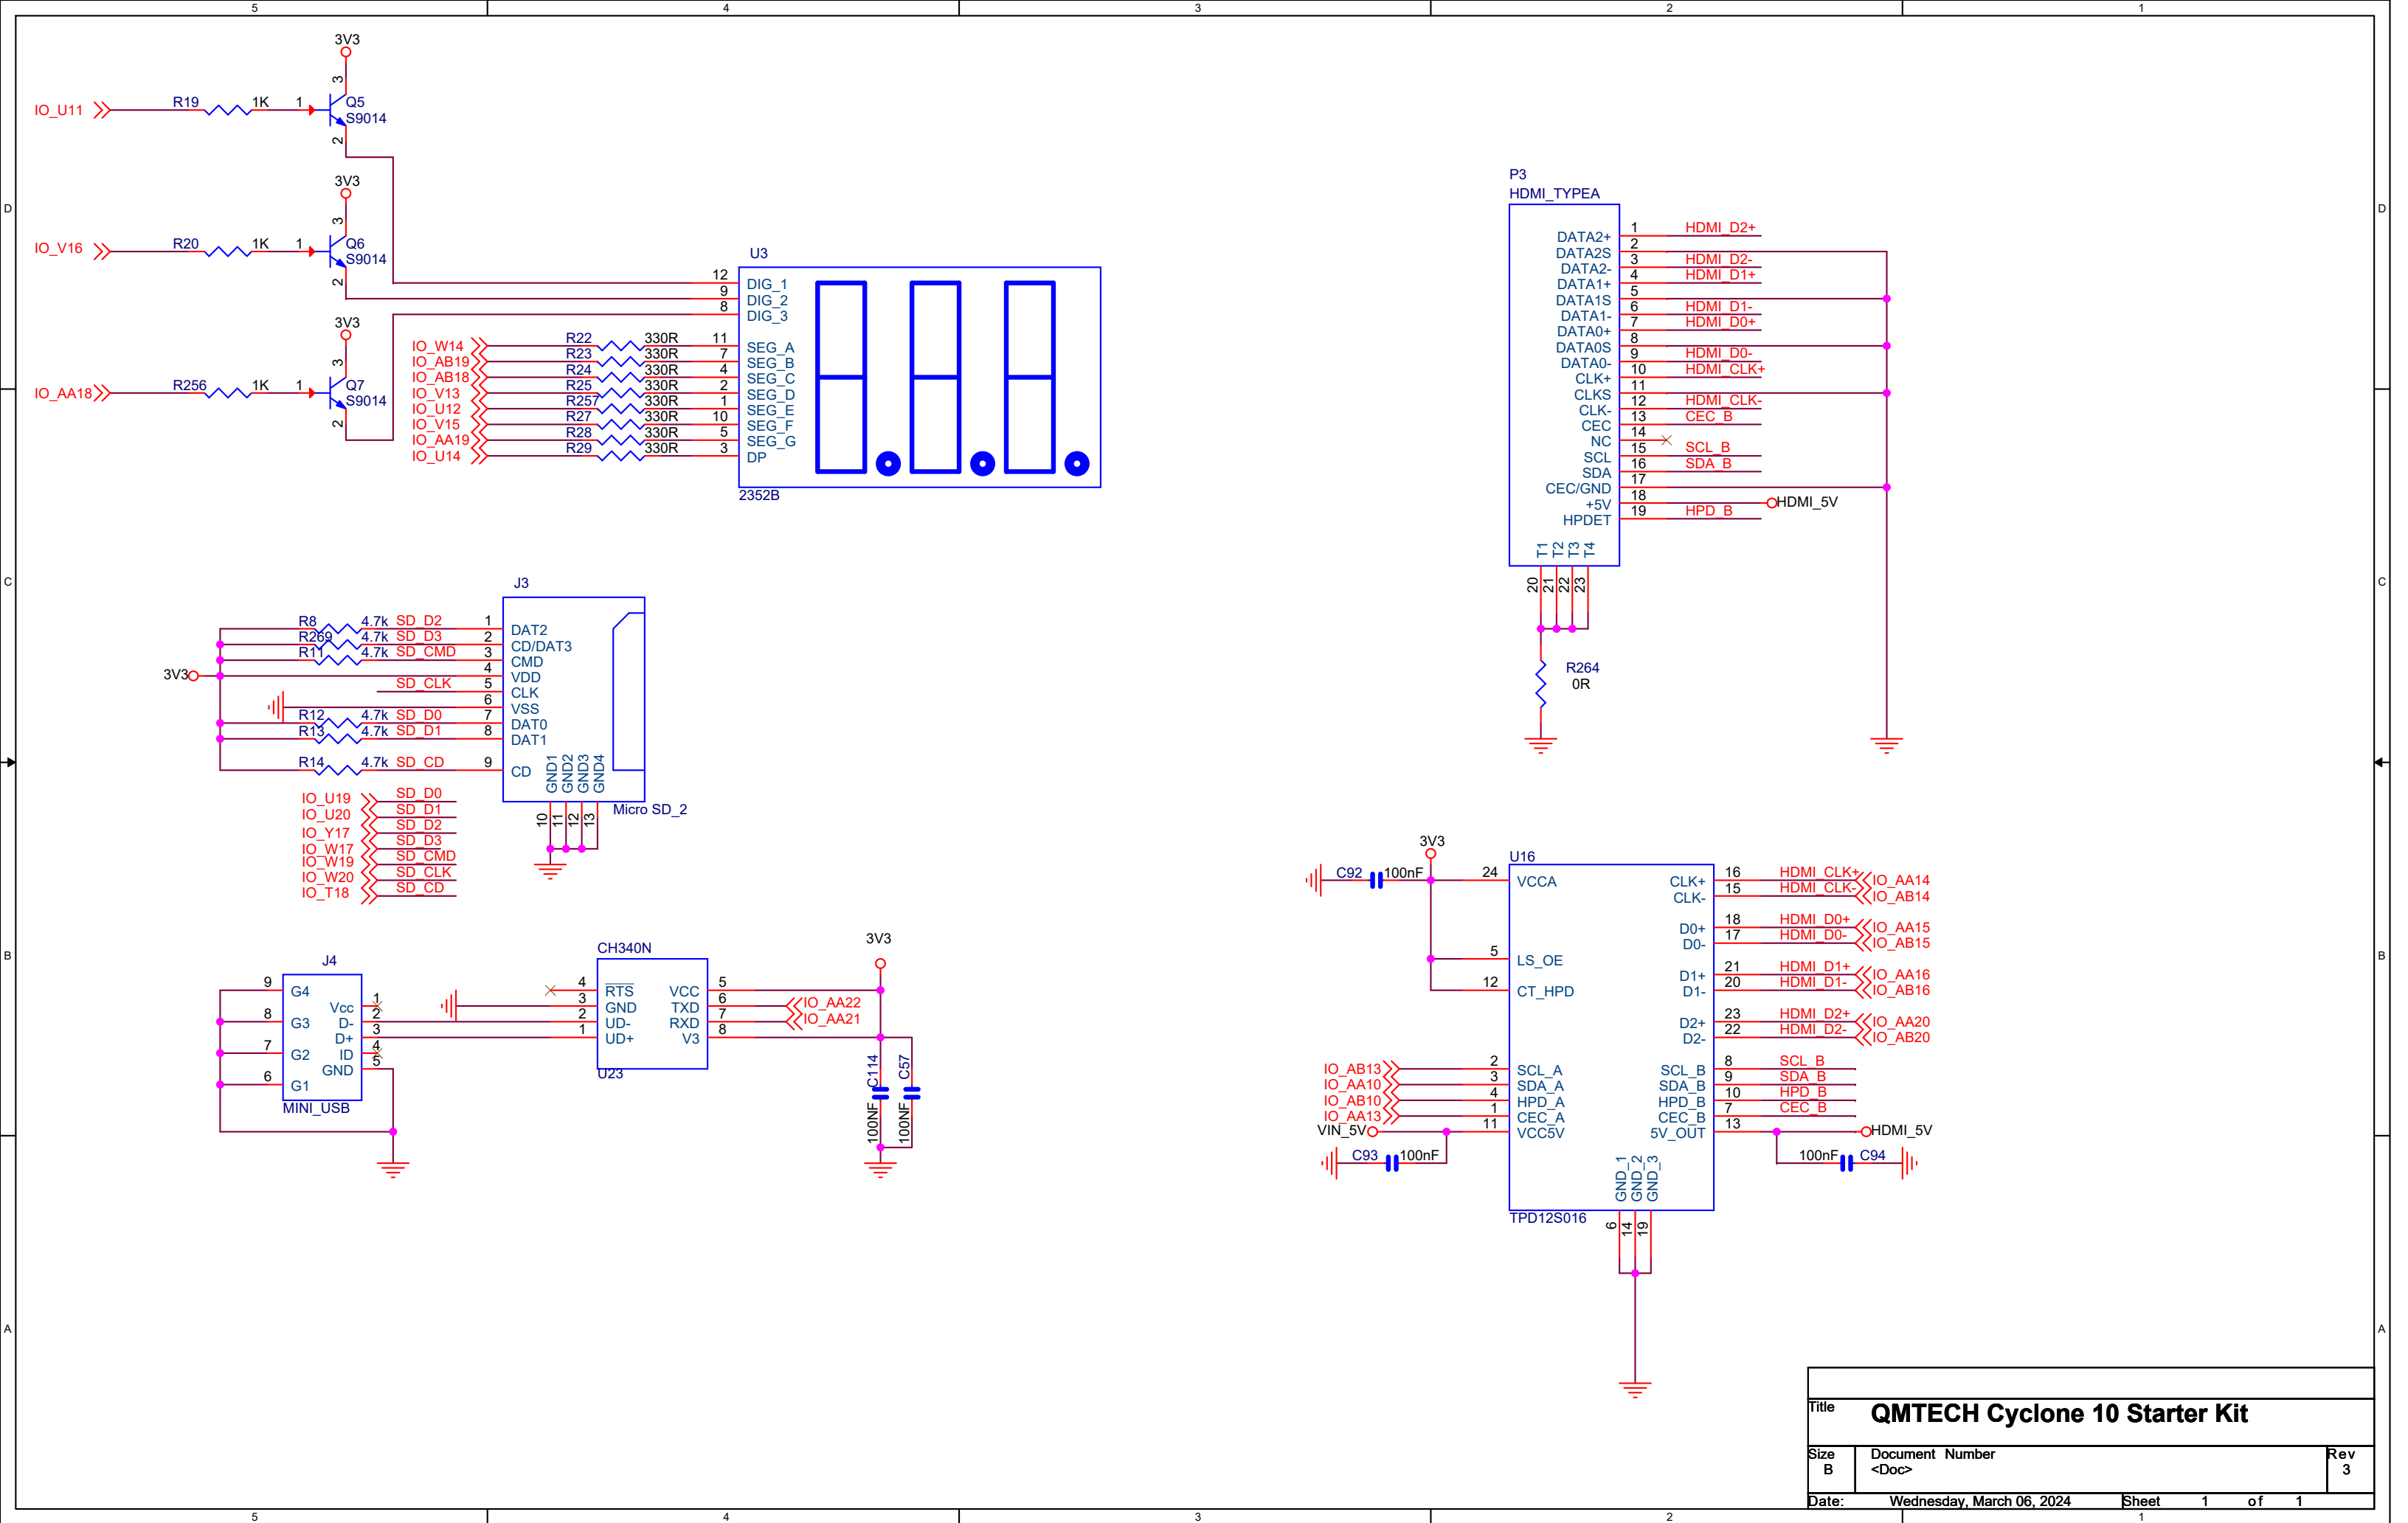 5 4 3 2 1
D
C
B
A
D
C
B
A
3V3
IO_U11 R19 1K 1 3 2 Q5
S9014
3V3
IO_V16 R20 1K 1 3 2 Q6
S9014
3V3
IO_AA18 R256 1K 1 3 2 Q7
S9014
U3
12 DIG_1
9 DIG_2
8 DIG_3
IO_W14 R22 330R 11 SEG_A
IO_AB19 R23 330R 7 SEG_B
IO_AB18 R24 330R 4 SEG_C
IO_V13 R25 330R 2 SEG_D
IO_U12 R257 330R 1 SEG_E
IO_V15 R27 330R 10 SEG_F
IO_AA19 R28 330R 5 SEG_G
IO_U14 R29 330R 3 DP
2352B
P3
HDMI_TYPEA
DATA2+ 1 HDMI_D2+
DATA2S 2
DATA2- 3 HDMI_D2-
DATA1+ 4 HDMI_D1+
DATA1S 5
DATA1- 6 HDMI_D1-
DATA0+ 7 HDMI_D0+
DATA0S 8
DATA0- 9 HDMI_D0-
CLK+ 10 HDMI_CLK+
CLKS 11
CLK- 12 HDMI_CLK-
CEC 13 CEC_B
NC 14
SCL 15 SCL_B
SDA 16 SDA_B
CEC/GND 17
+5V 18 HDMI_5V
HPDET 19 HPD_B
T1 T2 T3 T4
20 21 22 23
R264
0R
J3
R8 4.7k SD_D2 1 DAT2
R269 4.7k SD_D3 2 CD/DAT3
R11 4.7k SD_CMD 3 CMD
3V3 4 VDD
SD_CLK 5 CLK
6 VSS
R12 4.7k SD_D0 7 DAT0
R13 4.7k SD_D1 8 DAT1
R14 4.7k SD_CD 9 CD
GND1 GND2 GND3 GND4
10 11 12 13
Micro SD_2
IO_U19 SD_D0
IO_U20 SD_D1
IO_Y17 SD_D2
IO_W17 SD_D3
IO_W19 SD_CMD
IO_W20 SD_CLK
IO_T18 SD_CD
J4
9 G4
8 G3
7 G2
6 G1
Vcc 1
D- 2
D+ 3
ID 4
GND 5
MINI_USB
CH340N
4 RTS
3 GND
2 UD-
1 UD+
VCC 5
TXD 6 IO_AA22
RXD 7 IO_AA21
V3 8
U23
3V3
C114 100NF
C57 100NF
3V3
U16
C92 100nF 24 VCCA
5 LS_OE
12 CT_HPD
IO_AB13 2 SCL_A
IO_AA10 3 SDA_A
IO_AB10 4 HPD_A
IO_AA13 1 CEC_A
VIN_5V 11 VCC5V
C93 100nF
CLK+ 16 HDMI_CLK+ IO_AA14
CLK- 15 HDMI_CLK- IO_AB14
D0+ 18 HDMI_D0+ IO_AA15
D0- 17 HDMI_D0- IO_AB15
D1+ 21 HDMI_D1+ IO_AA16
D1- 20 HDMI_D1- IO_AB16
D2+ 23 HDMI_D2+ IO_AA20
D2- 22 HDMI_D2- IO_AB20
SCL_B 8 SCL_B
SDA_B 9 SDA_B
HPD_B 10 HPD_B
CEC_B 7 CEC_B
5V_OUT 13 HDMI_5V
100nF C94
GND_1 GND_2 GND_3
TPD12S016
6 14 19
Title QMTECH Cyclone 10 Starter Kit
Size Document Number Rev
B <Doc> 3
Date: Wednesday, March 06, 2024 Sheet 1 of 1
5 4 3 2 1